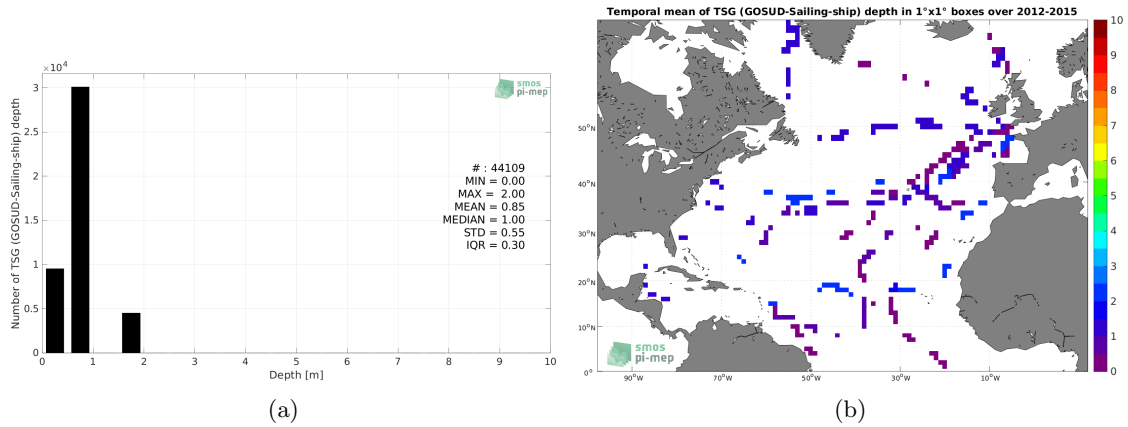 ×10⁴
3
2.5
2
1.5
1
0.5
0
0 1 2 3 4 5 6 7 8 9 10
Number of TSG (GOSUD-Sailing-ship) depth
Depth [m]
smos
pi-mep
# : 44109
MIN = 0.00
MAX = 2.00
MEAN = 0.85
MEDIAN = 1.00
STD = 0.55
IQR = 0.30
(a)
Temporal mean of TSG (GOSUD-Sailing-ship) depth in 1°x1° boxes over 2012-2015
50°N
40°N
30°N
20°N
10°N
0°
90°W 70°W 50°W 30°W 10°W
smos
pi-mep
10
9
8
7
6
5
4
3
2
1
0
(b)